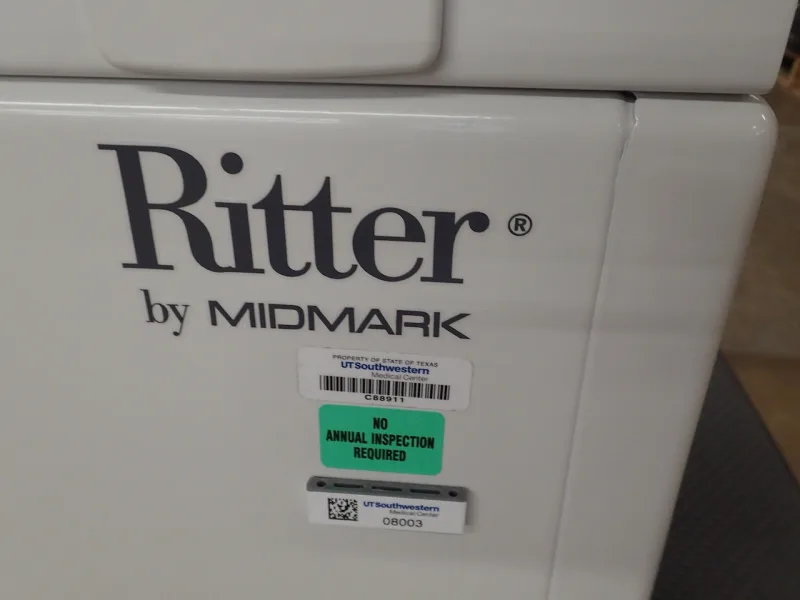 Ritter®
by MIDMARK
PROPERTY OF STATE OF TEXAS
UTSouthwestern
Medical Center
C88911
NO
ANNUAL INSPECTION
REQUIRED
UTSouthwestern
Medical Center
08003